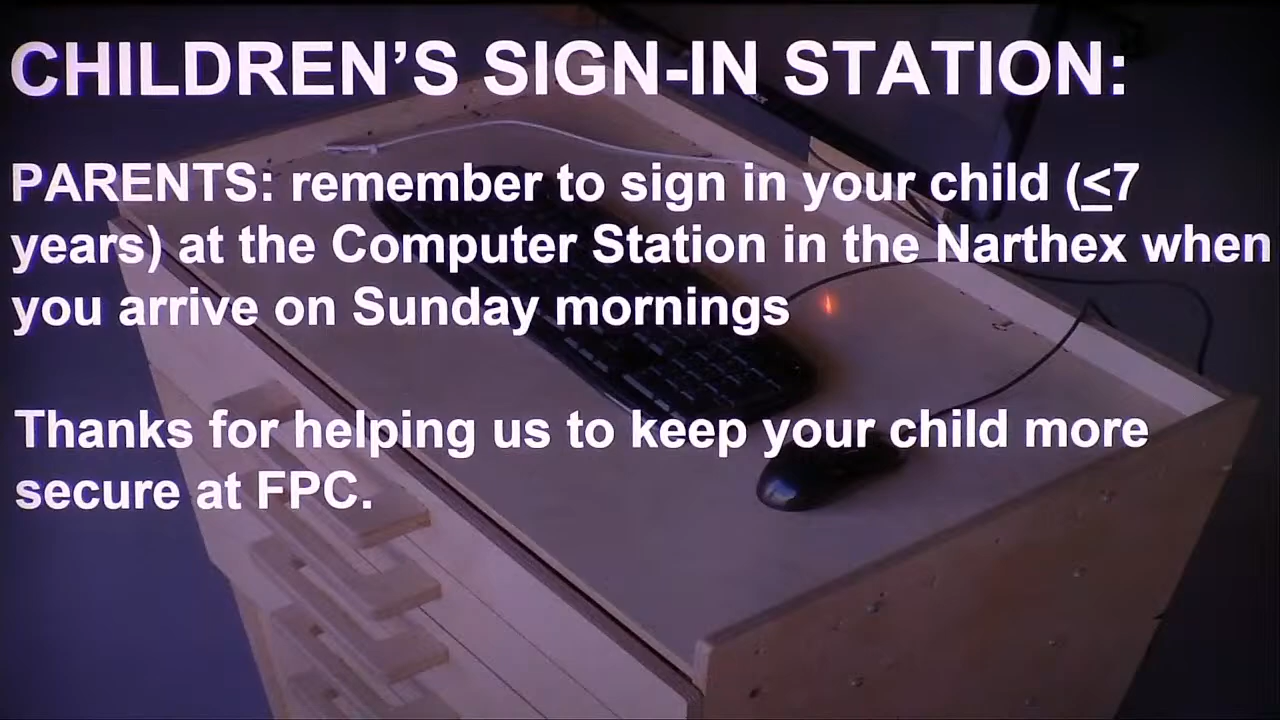 CHILDREN’S SIGN-IN STATION:
PARENTS: remember to sign in your child (≤7
years) at the Computer Station in the Narthex when
you arrive on Sunday mornings
Thanks for helping us to keep your child more
secure at FPC.